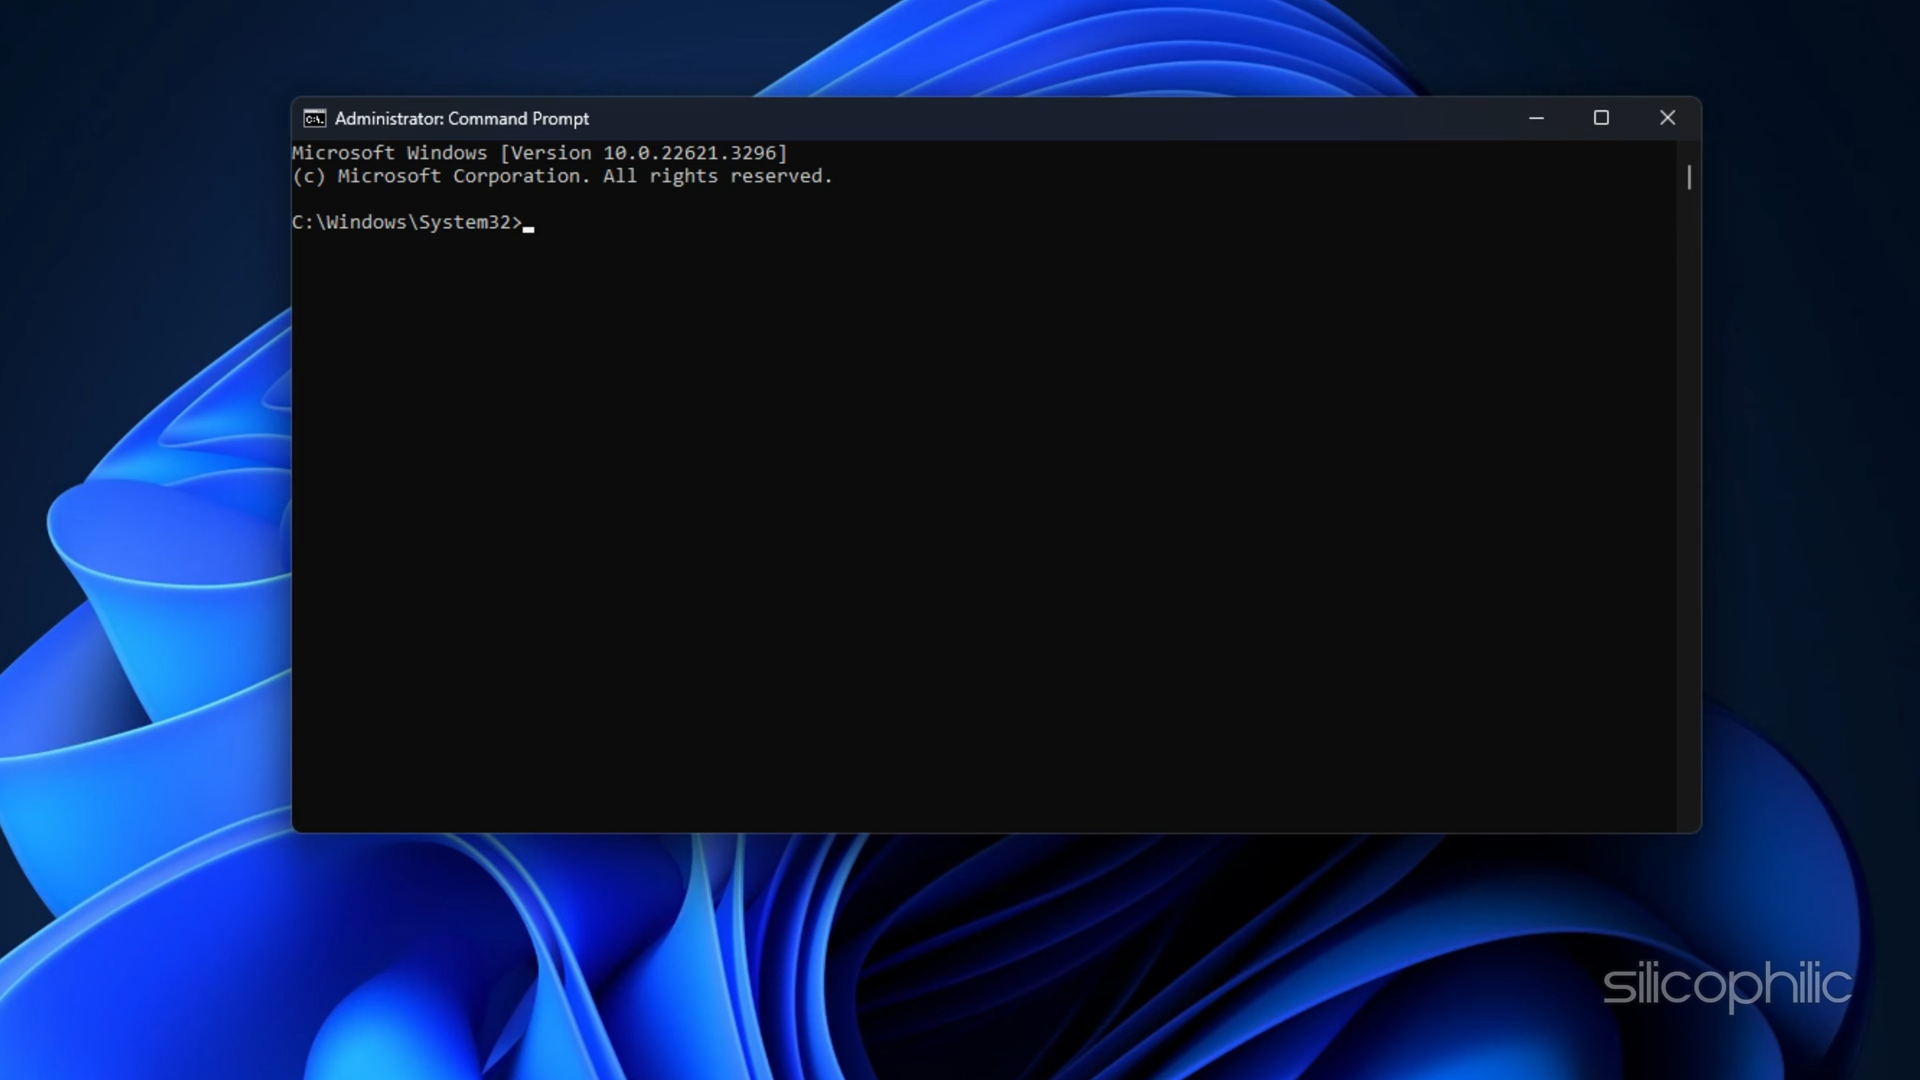 Administrator: Command Prompt
Microsoft Windows [Version 10.0.22621.3296]
(c) Microsoft Corporation. All rights reserved.
C:\Windows\System32>
silicophilic